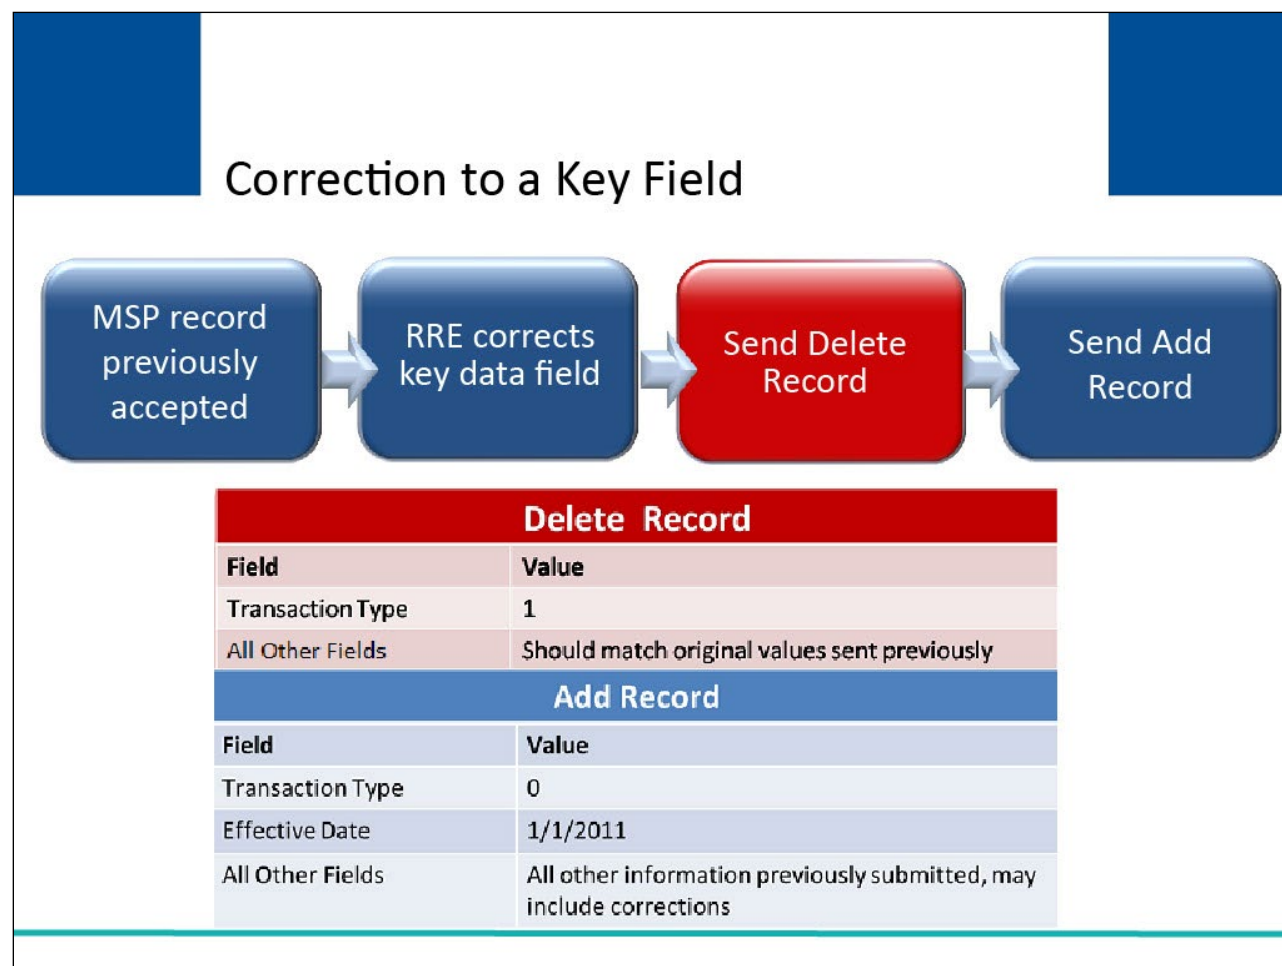 Correction to a Key Field
MSP record
previously
accepted
RRE corrects
key data field
Send Delete
Record
Send Add
Record
Delete Record
Field Value
Transaction Type 1
All Other Fields Should match original values sent previously
Add Record
Field Value
Transaction Type 0
Effective Date 1/1/2011
All Other Fields All other information previously submitted, may
include corrections